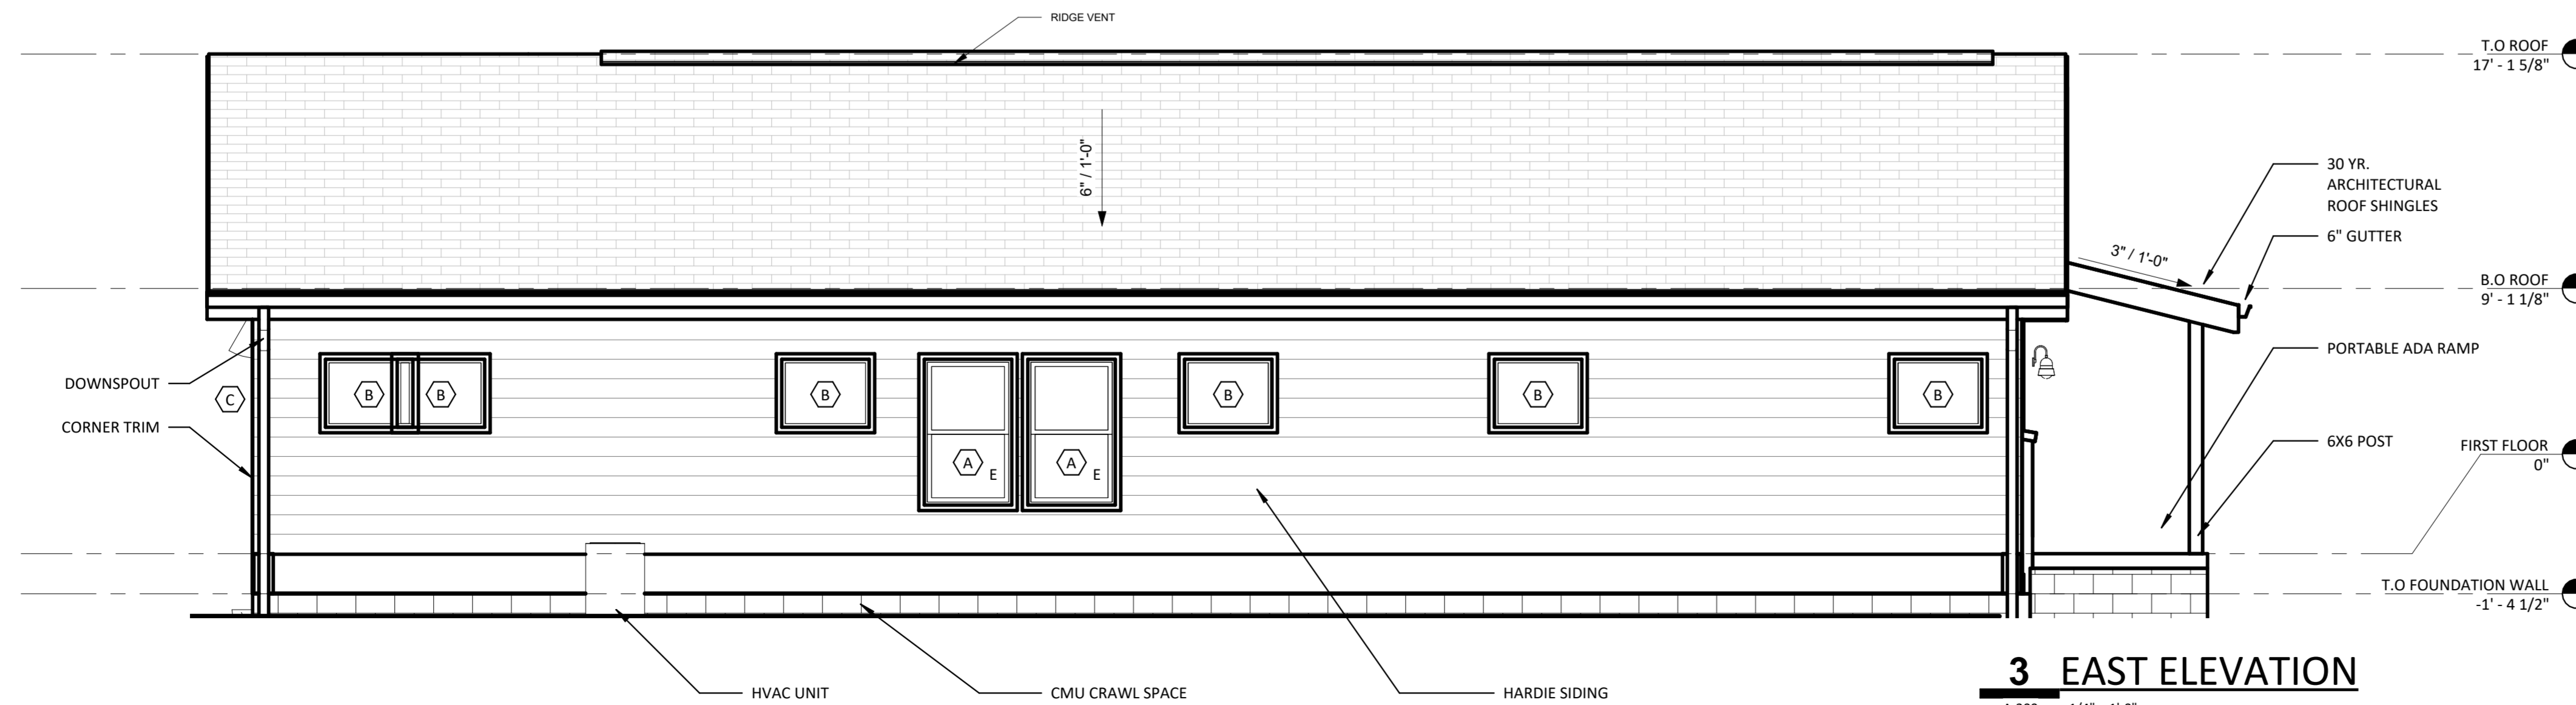 RIDGE VENT
T.O ROOF
17' - 1 5/8"
6" / 1'-0"
30 YR.
ARCHITECTURAL
ROOF SHINGLES
6" GUTTER
3" / 1'-0"
B.O ROOF
9' - 1 1/8"
PORTABLE ADA RAMP
DOWNSPOUT
C
B B B B B B
CORNER TRIM
6X6 POST
FIRST FLOOR
0"
A E A E
T.O FOUNDATION WALL
-1' - 4 1/2"
HVAC UNIT
CMU CRAWL SPACE
HARDIE SIDING
3 EAST ELEVATION